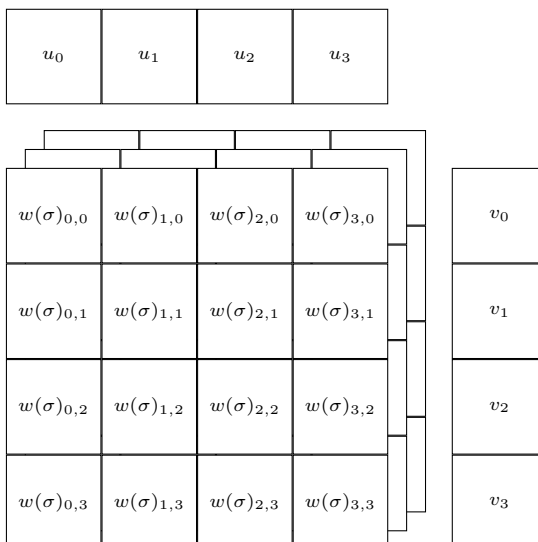 u₀ u₁ u₂ u₃
w(σ)₀,₀ w(σ)₁,₀ w(σ)₂,₀ w(σ)₃,₀ v₀
w(σ)₀,₁ w(σ)₁,₁ w(σ)₂,₁ w(σ)₃,₁ v₁
w(σ)₀,₂ w(σ)₁,₂ w(σ)₂,₂ w(σ)₃,₂ v₂
w(σ)₀,₃ w(σ)₁,₃ w(σ)₂,₃ w(σ)₃,₃ v₃